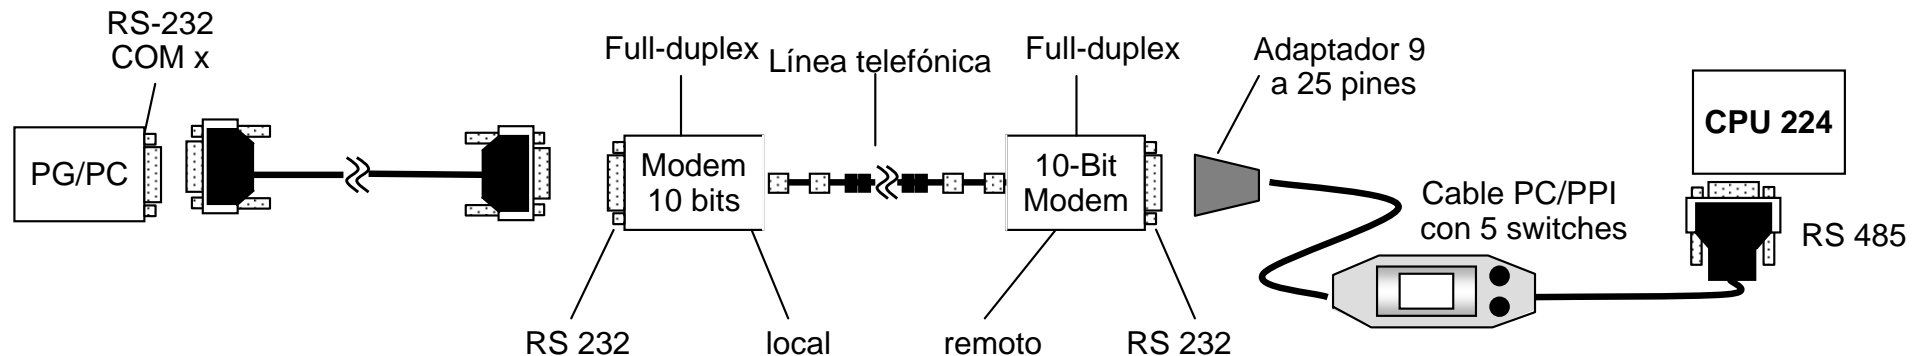 RS-232
COM x
Full-duplex
Línea telefónica
Full-duplex
Adaptador 9
a 25 pines
CPU 224
PG/PC
Modem
10 bits
10-Bit
Modem
Cable PC/PPI
con 5 switches
RS 485
RS 232
local
remoto
RS 232